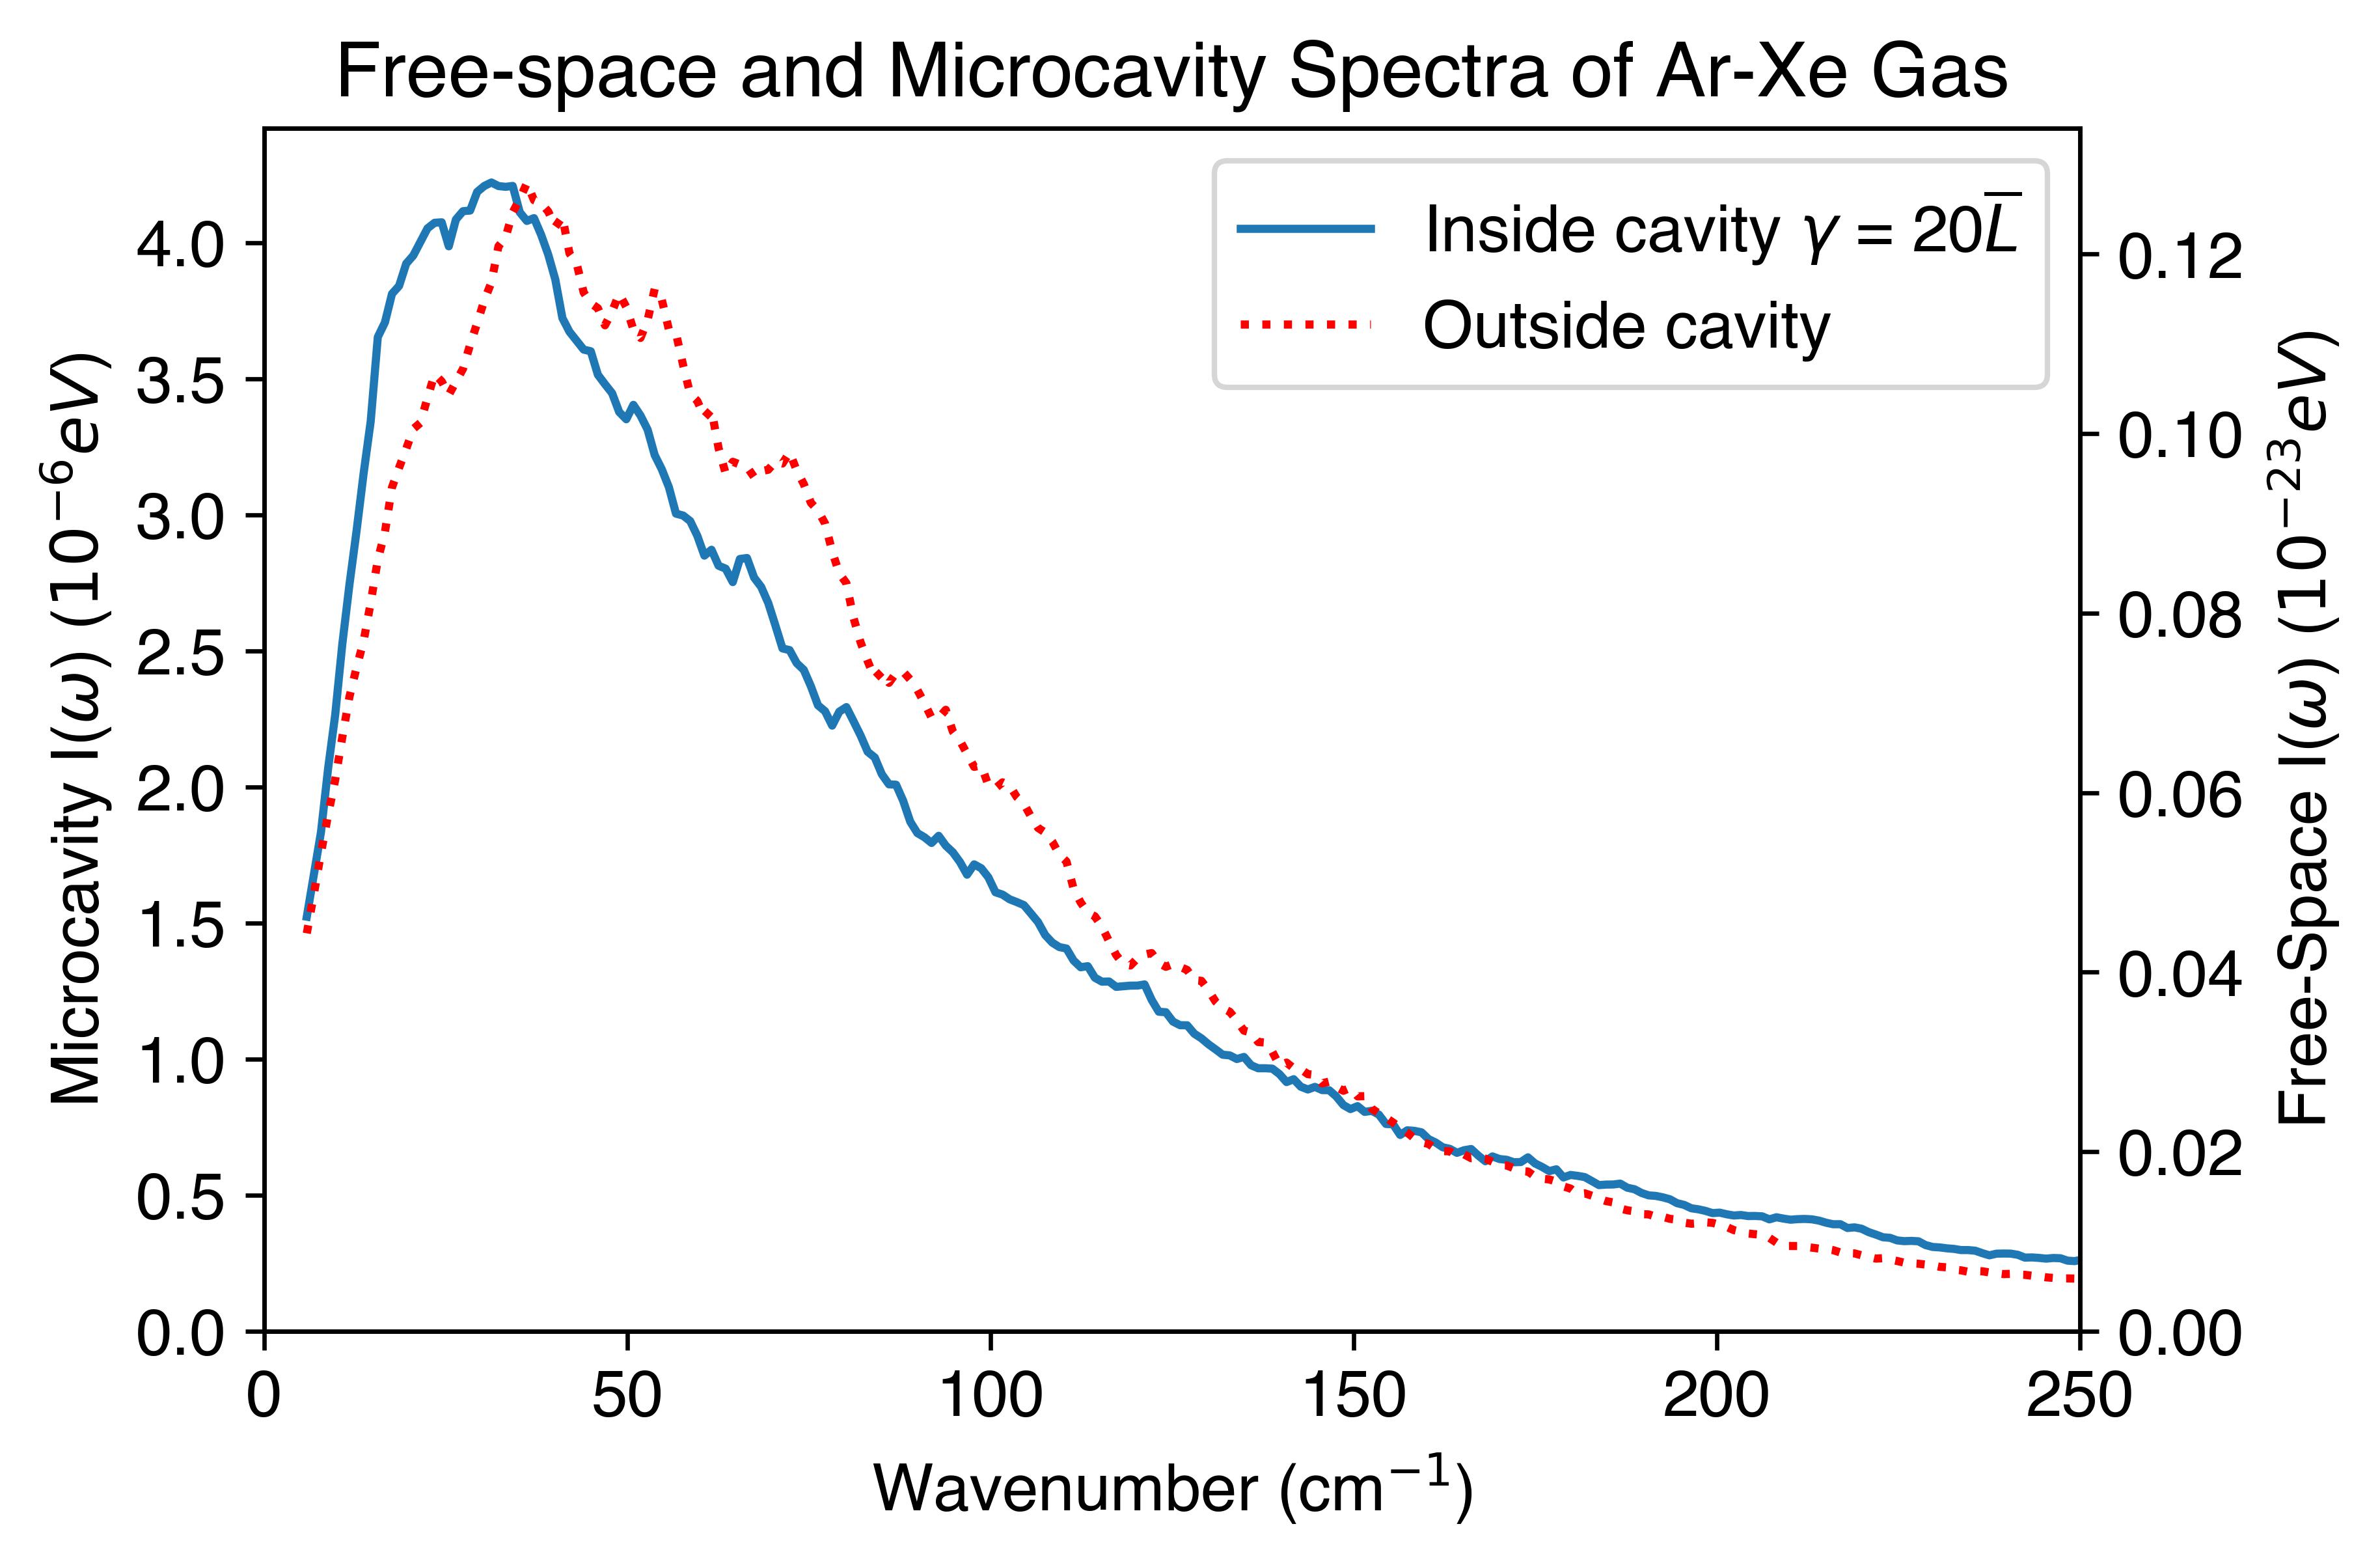 Free-space and Microcavity Spectra of Ar-Xe Gas
Inside cavity γ = 20L̅
Outside cavity
Microcavity I(ω) (10⁻⁶eV)
4.0
3.5
3.0
2.5
2.0
1.5
1.0
0.5
0.0
0.12
0.10
0.08
0.06
0.04
0.02
0.00
Free-Space I(ω) (10⁻²³eV)
0 50 100 150 200 250
Wavenumber (cm⁻¹)